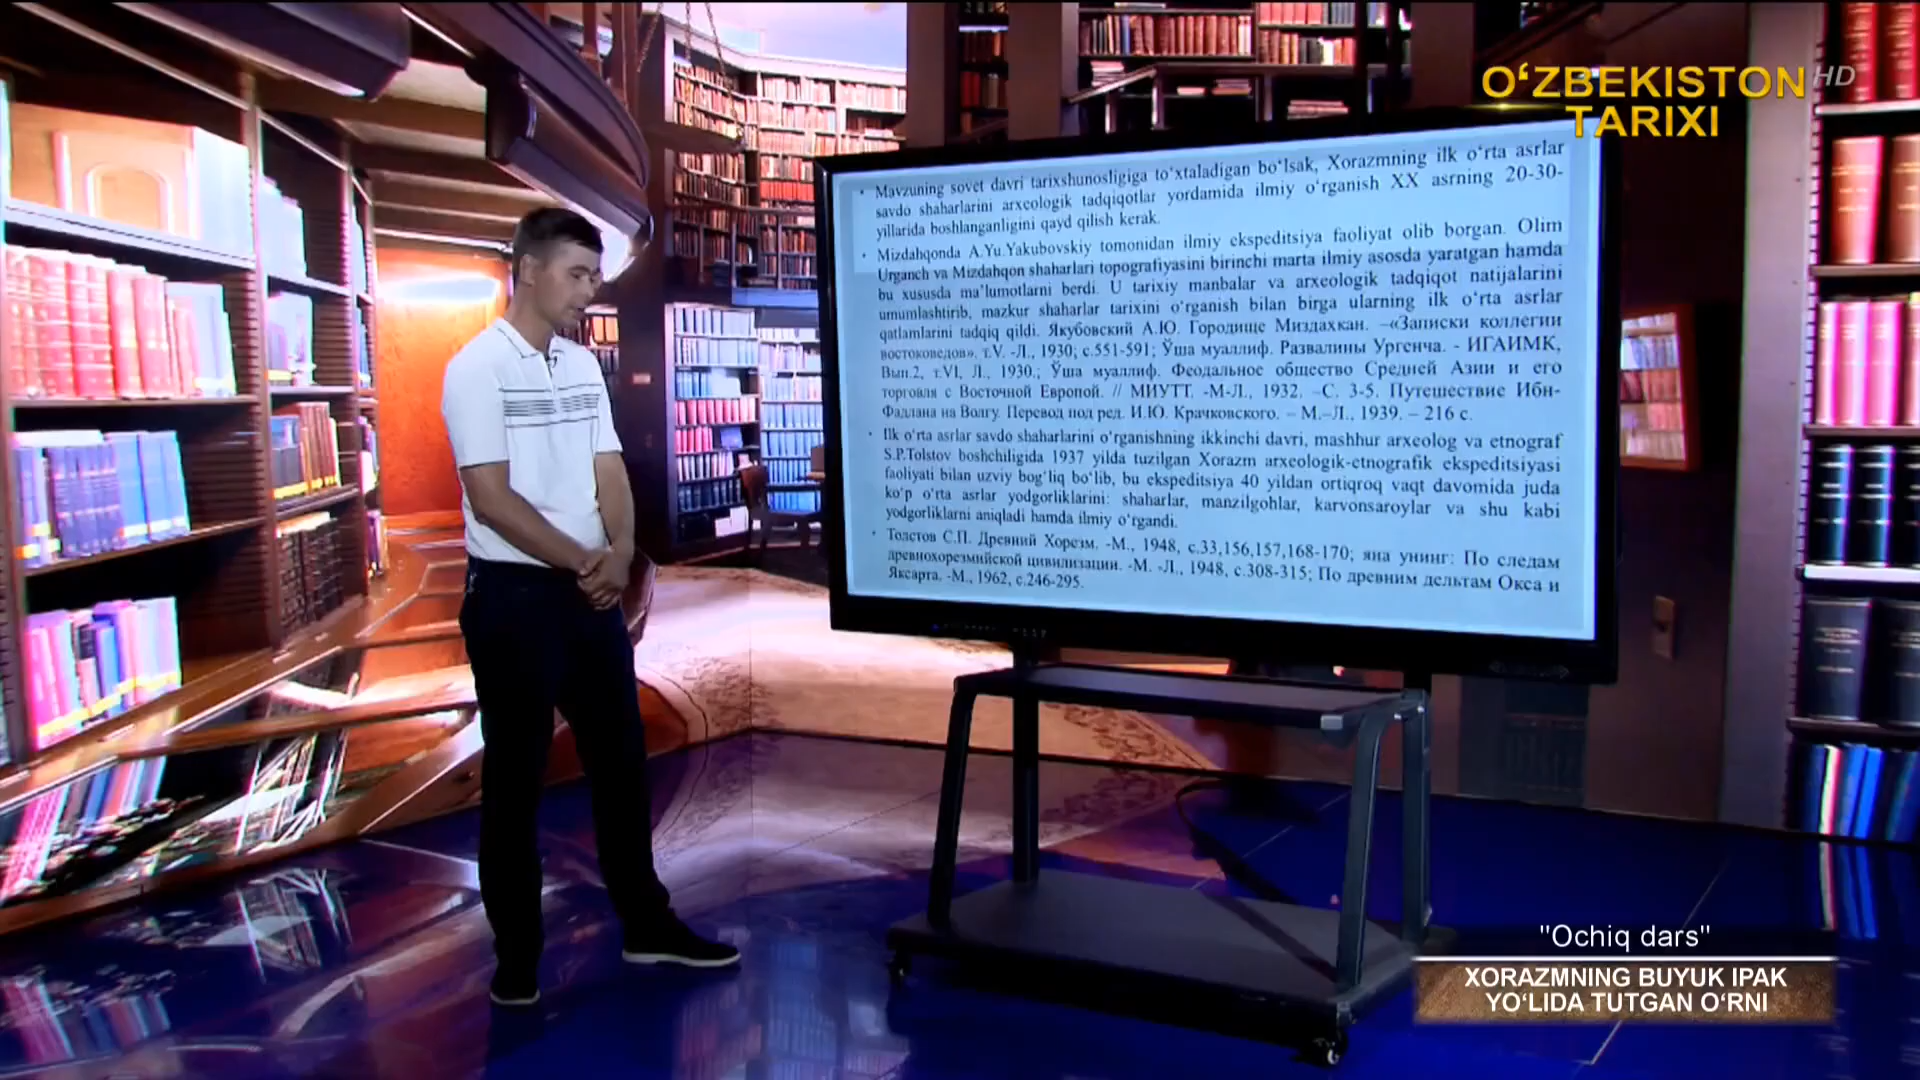 O‘ZBEKISTON HD
TARIXI
• Mavzuning sovet davri tarixshunosligiga to‘xtaladigan bo‘lsak, Xorazmning ilk o‘rta asrlar
savdo shaharlarini arxeologik tadqiqotlar yordamida ilmiy o‘rganish XX asrning 20-30-
yillarida boshlanganligini qayd qilish kerak.
• Mizdahqonda A.Yu.Yakubovskiy tomonidan ilmiy ekspeditsiya faoliyat olib borgan. Olim
Urganch va Mizdahqon shaharlari topografiyasini birinchi marta ilmiy asosda yaratgan hamda
bu xususda ma’lumotlarni berdi. U tarixiy manbalar va arxeologik tadqiqot natijalarini
umumlashtirib, mazkur shaharlar tarixini o‘rganish bilan birga ularning ilk o‘rta asrlar
qatlamlarini tadqiq qildi. Якубовский А.Ю. Городище Миздахкан. –«Записки коллегии
востоковедов», т.V. -Л., 1930; с.551-591; Ўша муаллиф. Развалины Ургенча. - ИГАИМК,
Вып.2, т.VI, Л., 1930.; Ўша муаллиф. Феодальное общество Средней Азии и его
торговля с Восточной Европой. // МИУТТ. -М-Л., 1932. –С. 3-5. Путешествие Ибн-
Фаллана на Волгу. Перевод под ред. И.Ю. Крачковского. – М.–Л., 1939. – 216 с.
• Ilk o‘rta asrlar savdo shaharlarini o‘rganishning ikkinchi davri, mashhur arxeolog va etnograf
S.P.Tolstov boshchiligida 1937 yilda tuzilgan Xorazm arxeologik-etnografik ekspeditsiyasi
faoliyati bilan uzviy bog‘liq bo‘lib, bu ekspeditsiya 40 yildan ortiqroq vaqt davomida juda
ko‘p o‘rta asrlar yodgorliklarini: shaharlar, manzilgohlar, karvonsaroylar va shu kabi
yodgorliklarni aniqladi hamda ilmiy o‘rgandi.
• Толстов С.П. Древний Хорезм. -М., 1948, с.33,156,157,168-170; яна унинг: По следам
древнохорезмийской цивилизации. -М. -Л., 1948, с.308-315; По древним дельтам Окса и
Яксарта, -М., 1962, с.246-295.
"Ochiq dars"
XORAZMNING BUYUK IPAK
YO‘LIDA TUTGAN O‘RNI